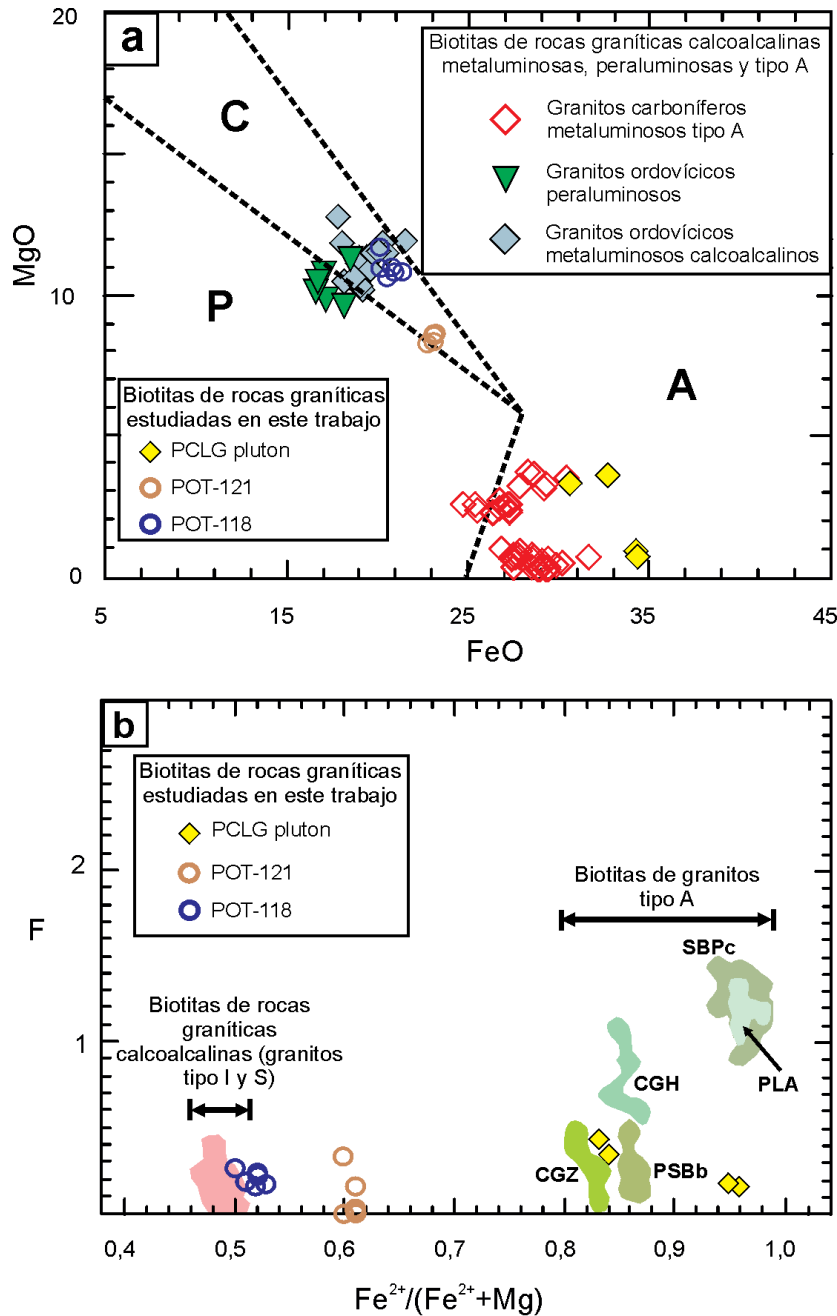 a
20
10
0
MgO
C
P
A
Biotitas de rocas graníticas calcoalcalinas
metaluminosas, peraluminosas y tipo A
Granitos carboníferos
metaluminosos tipo A
Granitos ordovícicos
peraluminosos
Granitos ordovícicos
metaluminosos calcoalcalinos
Biotitas de rocas graníticas
estudiadas en este trabajo
PCLG pluton
POT-121
POT-118
5
15
25
35
45
FeO
b
Biotitas de rocas graníticas
estudiadas en este trabajo
PCLG pluton
POT-121
POT-118
2
1
F
Biotitas de granitos
tipo A
SBPc
PLA
CGH
CGZ
PSBb
Biotitas de rocas
graníticas
calcoalcalinas (granitos
tipo I y S)
0,4
0,5
0,6
0,7
0,8
0,9
1,0
Fe²⁺/(Fe²⁺+Mg)